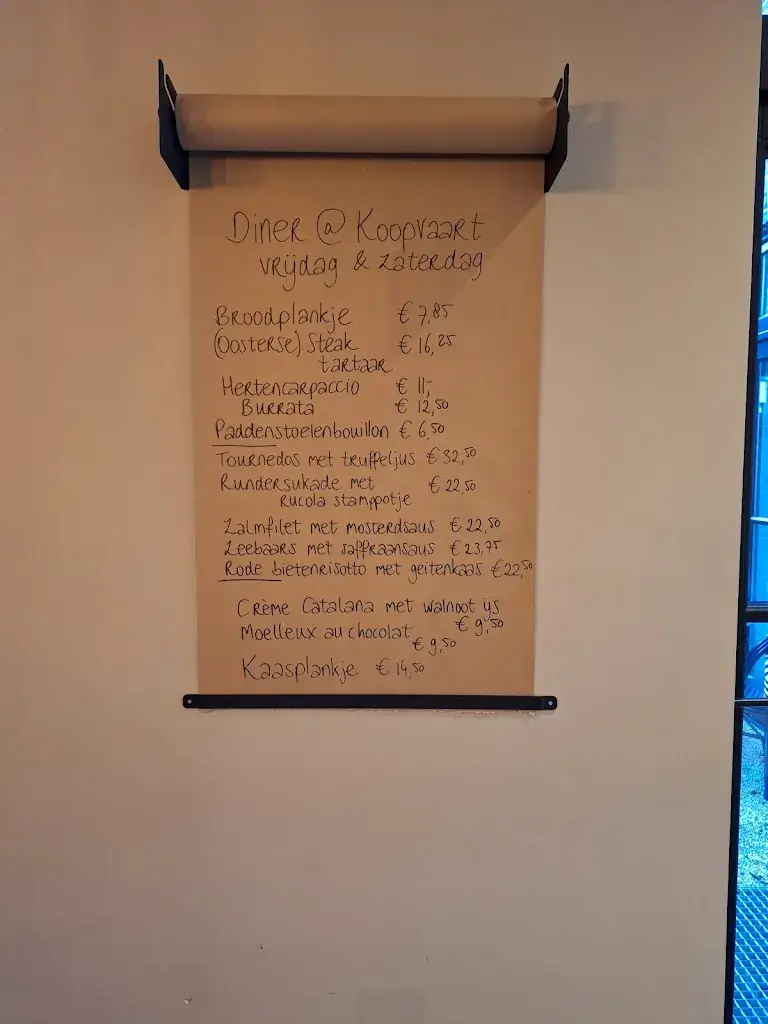 Diner @ Koopvaart
vrijdag & zaterdag
Broodplankje € 7,85
(Oosterse) Steak € 16,25
tartaar
Hertencarpaccio € 11,-
Burrata € 12,50
Paddenstoelenbouillon € 6,50
Tournedos met truffeljus € 32,50
Rundersukade met € 22,50
rucola stamppotje
Zalmfilet met mosterdsaus € 22,50
Zeebaars met saffraansaus € 23,75
Rode bietenrisotto met geitenkaas € 22,50
Crème Catalana met walnoot ijs
€ 9,50
Moelleux au chocolat
€ 9,50
Kaasplankje € 14,50